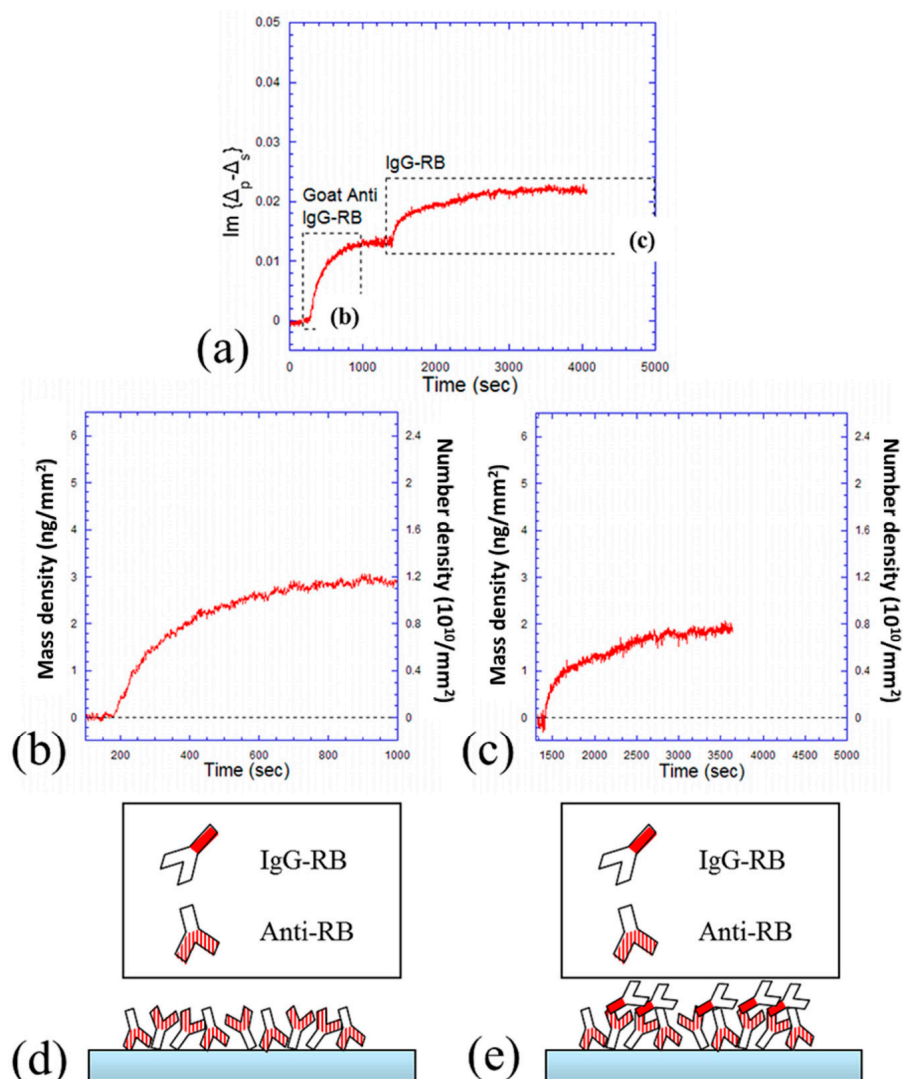 0.05
0.04
0.03
0.02
0.01
0
Im {Δp-Δs}
IgG-RB
Goat Anti
IgG-RB
(b)
(c)
(a)
0 1000 2000 3000 4000 5000
Time (sec)
6
5
4
3
2
1
0
Mass density (ng/mm²)
2.4
2
1.6
1.2
0.8
0.4
0
Number density (10¹⁰/mm²)
200 400 600 800 1000
Time (sec)
(b)
6
5
4
3
2
1
0
Mass density (ng/mm²)
2.4
2
1.6
1.2
0.8
0.4
0
Number density (10¹⁰/mm²)
1500 2000 2500 3000 3500 4000 4500 5000
Time (sec)
(c)
IgG-RB
Anti-RB
(d)
IgG-RB
Anti-RB
(e)